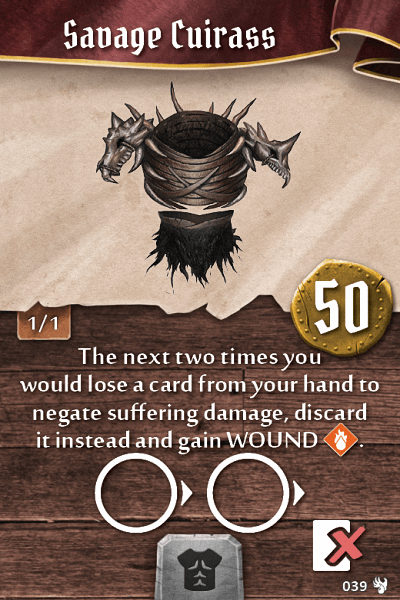 Savage Cuirass
50
1/1
The next two times you
would lose a card from your hand to
negate suffering damage, discard
it instead and gain WOUND .
039